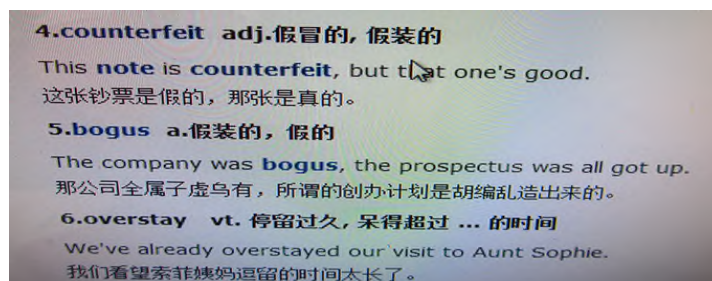 4.counterfeit adj.假冒的, 假装的
This note is counterfeit, but that one's good.
这张钞票是假的，那张是真的。
5.bogus a.假装的，假的
The company was bogus, the prospectus was all got up.
那公司全属子虚乌有，所谓的创办计划是胡编乱造出来的。
6.overstay vt. 停留过久, 呆得超过 ... 的时间
We've already overstayed our visit to Aunt Sophie.
我们看望索菲姨妈逗留的时间太长了。